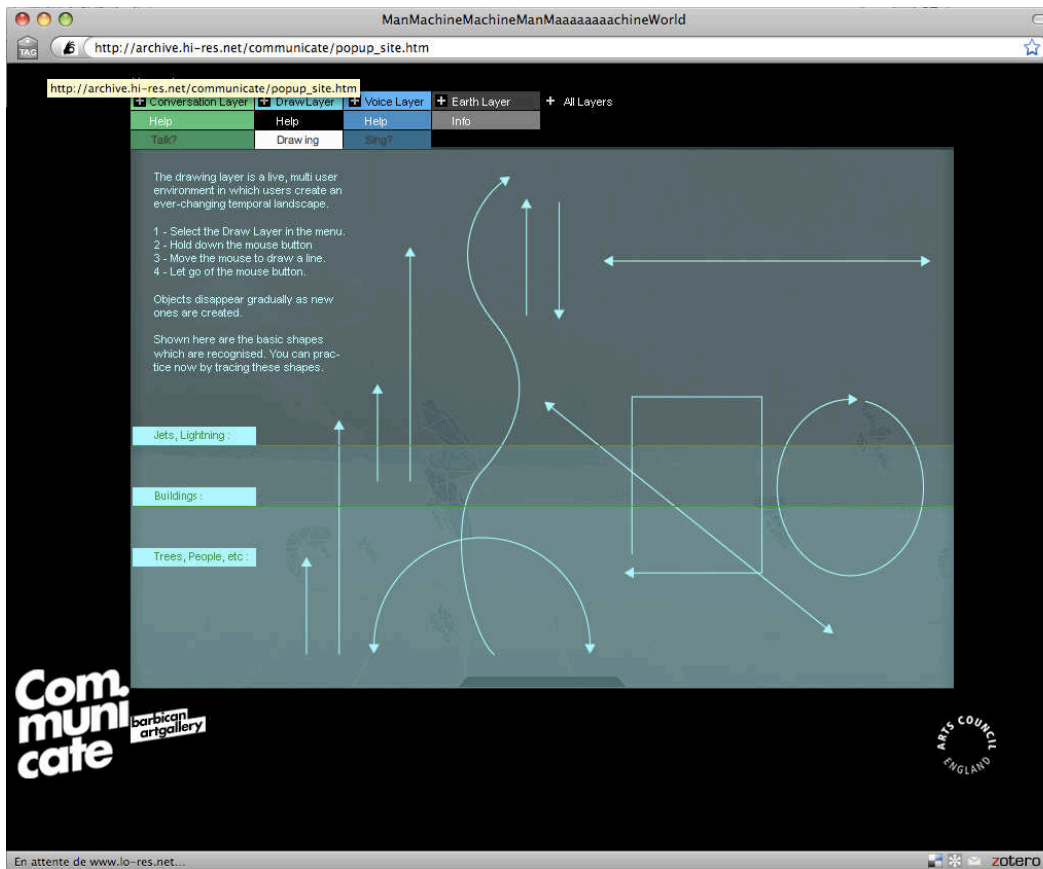 ManMachineMachineManMaaaaaaaachineWorld
TAG
http://archive.hi-res.net/communicate/popup_site.htm
http://archive.hi-res.net/communicate/popup_site.htm
Conversation Layer
Draw Layer
Voice Layer
Earth Layer
All Layers
Help
Help
Help
Info
Talk?
Drawing
Sing?
The drawing layer is a live, multi user
environment in which users create an
ever-changing temporal landscape.
1 - Select the Draw Layer in the menu.
2 - Hold down the mouse button
3 - Move the mouse to draw a line.
4 - Let go of the mouse button.
Objects disappear gradually as new
ones are created.
Shown here are the basic shapes
which are recognised. You can prac-
tice now by tracing these shapes.
Jets, Lightning :
Buildings :
Trees, People, etc :
Com.
muni
cate
barbican
artgallery
ARTS COUNCIL
ENGLAND
En attente de www.lo-res.net...
zotero